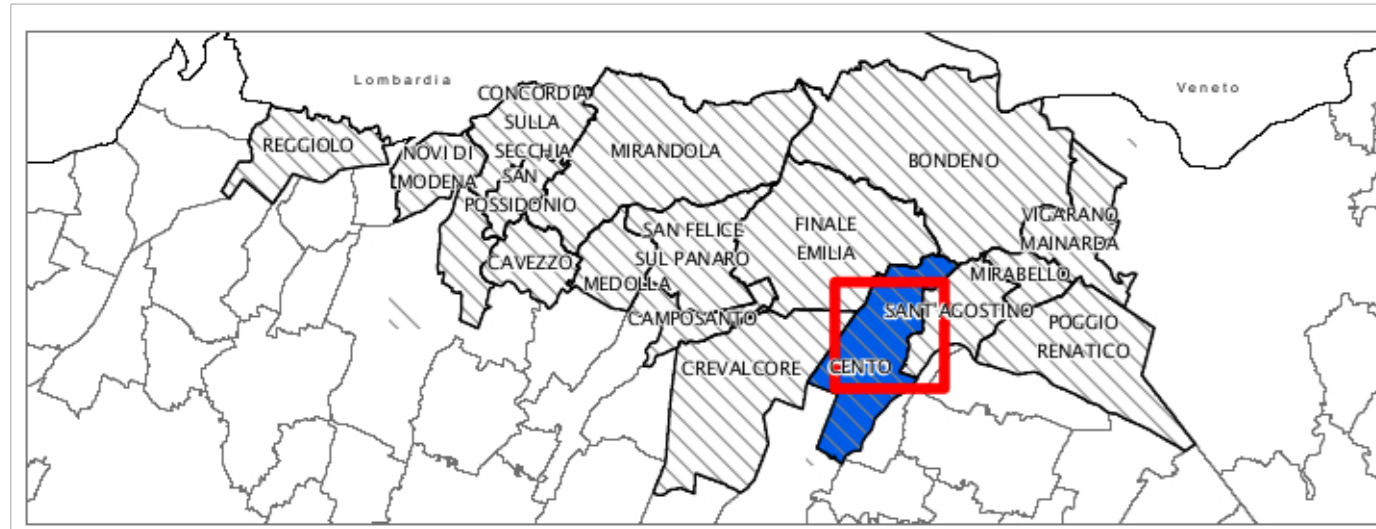 Lombardia
Veneto
CONCORDIA
SULLA
SECCHIA
REGGIOLO
NOVI DI
MODENA
SAN
POSSIDONIO
MIRANDOLA
BONDENO
VIGARANO
MAINARDA
SAN FELICE
SUL PANARO
FINALE
EMILIA
CAVEZZO
MEDOLLA
MIRABELLO
CAMPOSANTO
SANT'AGOSTINO
POGGIO
RENATICO
CREVALCORE
CENTO